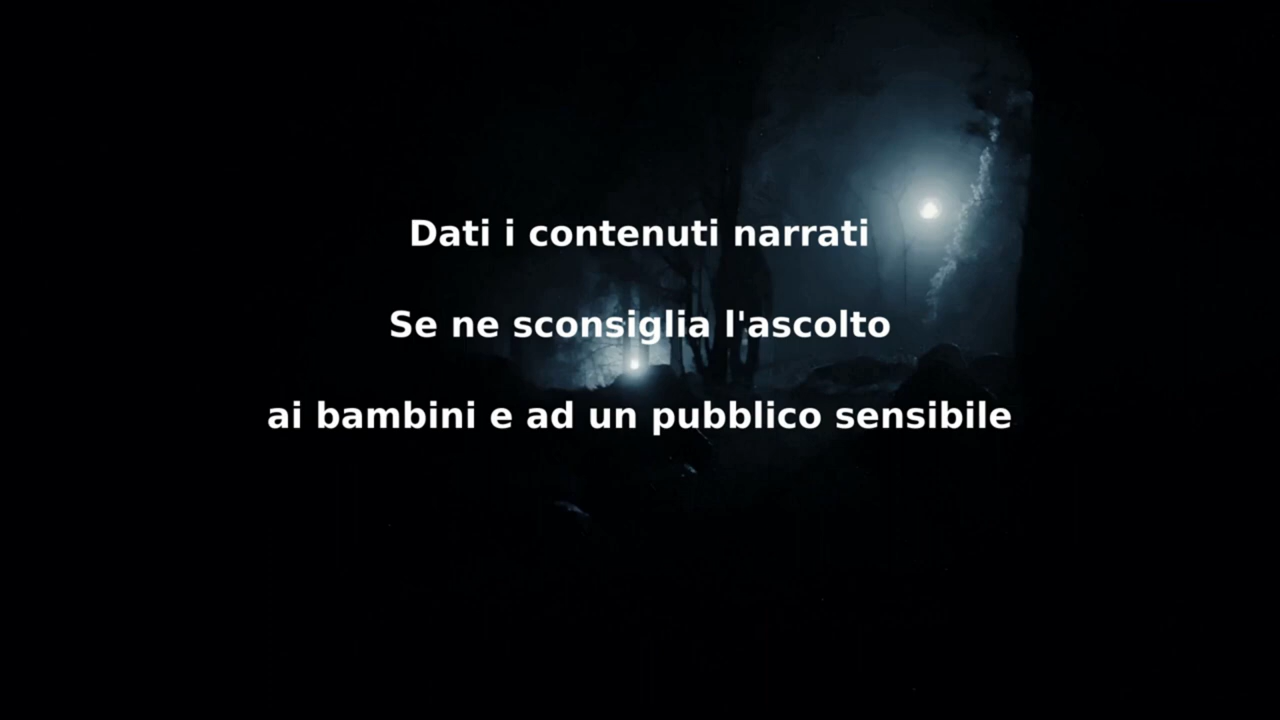 Dati i contenuti narrati
Se ne sconsiglia l'ascolto
ai bambini e ad un pubblico sensibile